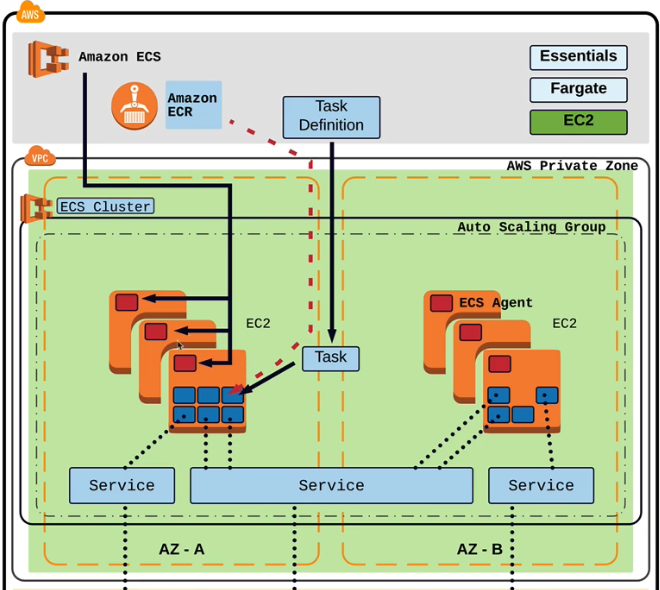 AWS
Amazon ECS
Amazon
ECR
Task
Definition
Essentials
Fargate
EC2
VPC
AWS Private Zone
ECS Cluster
Auto Scaling Group
EC2
ECS Agent
EC2
Task
Service
Service
Service
AZ - A
AZ - B